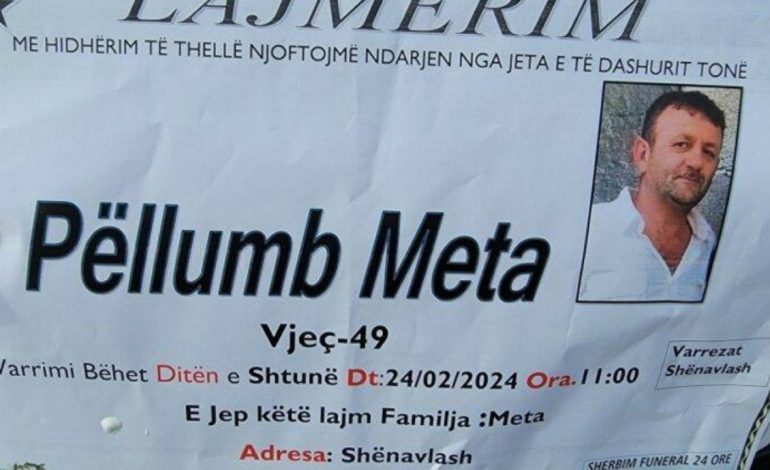 LAJMERIM
ME HIDHËRIM TË THELLË NJOFTOJMË NDARJEN NGA JETA E TË DASHURIT TONË
Pëllumb Meta
Vjeç-49
Varrimi Bëhet Ditën e Shtunë Dt:24/02/2024 Ora.11:00
Varrezat
Shënavlash
E Jep këtë lajm Familja :Meta
Adresa: Shënavlash
SHERBIM FUNERAL 24 ORE